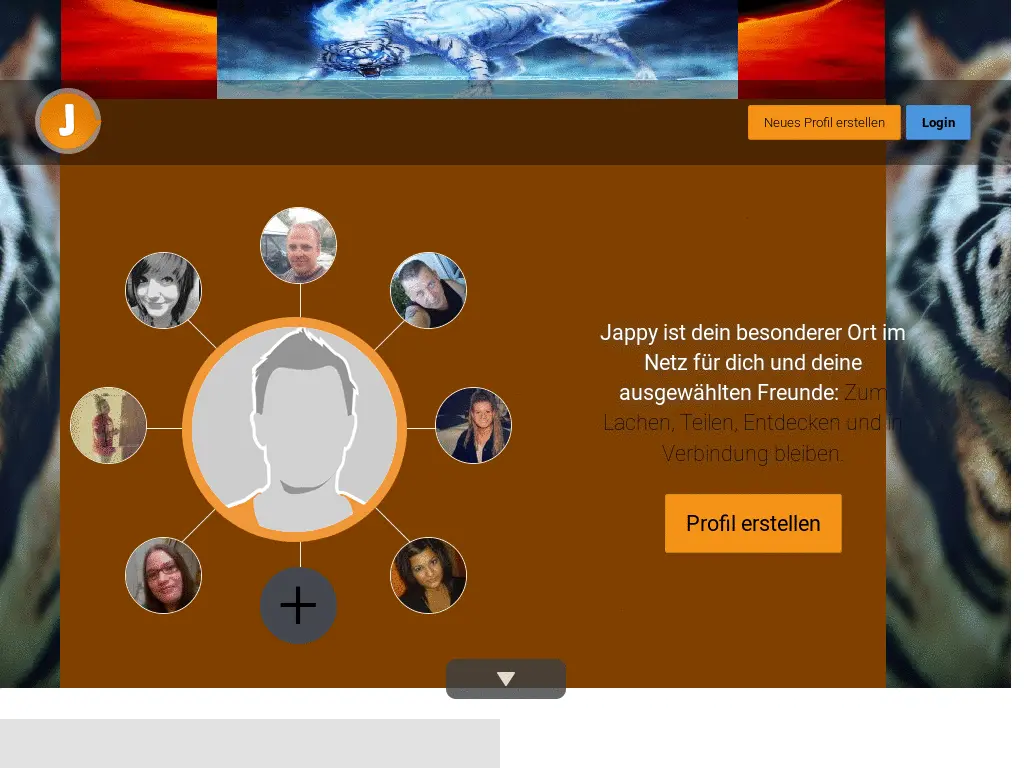 J
Neues Profil erstellen
Login
Jappy ist dein besonderer Ort im
Netz für dich und deine
ausgewählten Freunde: Zum
Lachen, Teilen, Entdecken und in
Verbindung bleiben.
Profil erstellen